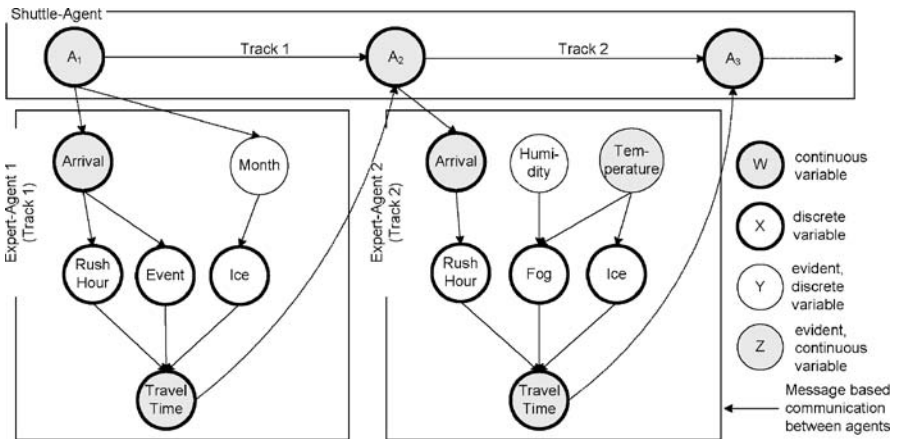 Shuttle-Agent
A1
Track 1
A2
Track 2
A3
Expert-Agent 1
(Track 1)
Arrival
Month
Rush
Hour
Event
Ice
Travel
Time
Expert-Agent 2
(Track 2)
Arrival
Humi-
dity
Tem-
perature
Rush
Hour
Fog
Ice
Travel
Time
W
continuous
variable
X
discrete
variable
Y
evident,
discrete
variable
Z
evident,
continuous
variable
Message based
communication
between agents